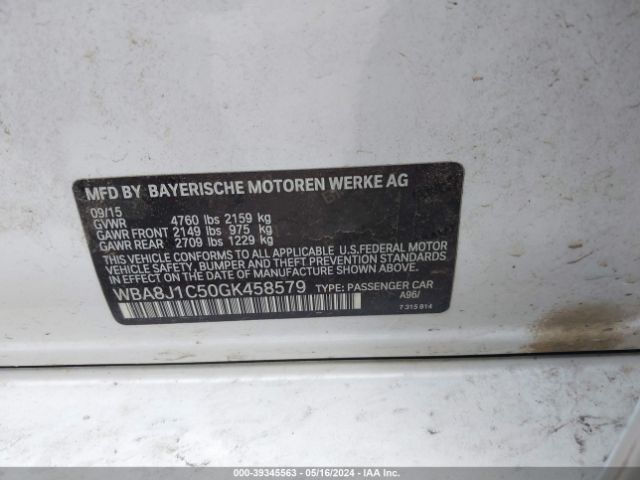 MFD BY BAYERISCHE MOTOREN WERKE AG
09/15
GVWR 4760 lbs 2159 kg
GAWR FRONT 2149 lbs 975 kg
GAWR REAR 2709 lbs 1229 kg
THIS VEHICLE CONFORMS TO ALL APPLICABLE U.S.FEDERAL MOTOR
VEHICLE SAFETY, BUMPER AND THEFT PREVENTION STANDARDS
IN EFFECT ON THE DATE OF MANUFACTURE SHOWN ABOVE.
WBA8J1C50GK458579 TYPE: PASSENGER CAR
A96/
7 315 814
000-39345563 - 05/16/2024 - IAA Inc.